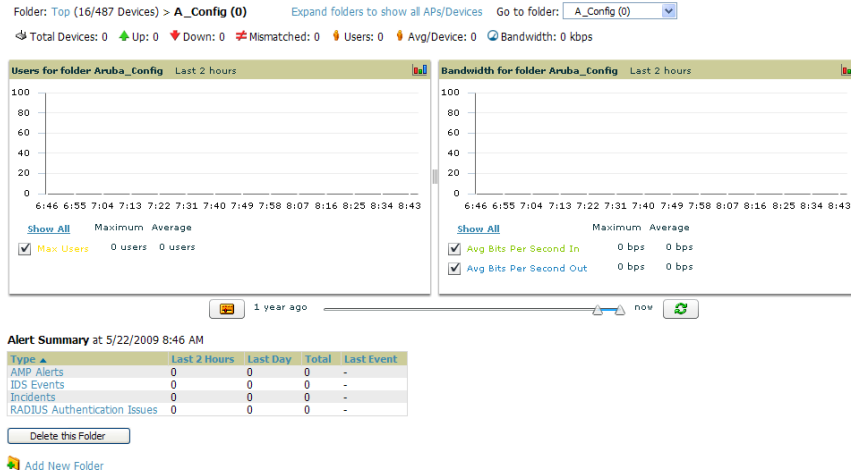 Folder: Top (16/487 Devices) > A_Config (0) Expand folders to show all APs/Devices Go to folder: A_Config (0)
Total Devices: 0 Up: 0 Down: 0 Mismatched: 0 Users: 0 Avg/Device: 0 Bandwidth: 0 kbps
Users for folder Aruba_Config Last 2 hours
100
80
60
40
20
0
6:46 6:55 7:04 7:13 7:22 7:31 7:40 7:49 7:58 8:07 8:16 8:25 8:34 8:43
Show All Maximum Average
Max Users 0 users 0 users
Bandwidth for folder Aruba_Config Last 2 hours
100
80
60
40
20
0
6:46 6:55 7:04 7:13 7:22 7:31 7:40 7:49 7:58 8:07 8:16 8:25 8:34 8:43
Show All Maximum Average
Avg Bits Per Second In 0 bps 0 bps
Avg Bits Per Second Out 0 bps 0 bps
1 year ago now
Alert Summary at 5/22/2009 8:46 AM
Type Last 2 Hours Last Day Total Last Event
AMP Alerts 0 0 0 -
IDS Events 0 0 0 -
Incidents 0 0 0 -
RADIUS Authentication Issues 0 0 0 -
Delete this Folder
Add New Folder